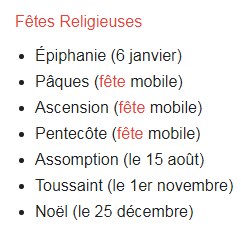 Fêtes Religieuses
• Épiphanie (6 janvier)
• Pâques (fête mobile)
• Ascension (fête mobile)
• Pentecôte (fête mobile)
• Assomption (le 15 août)
• Toussaint (le 1er novembre)
• Noël (le 25 décembre)